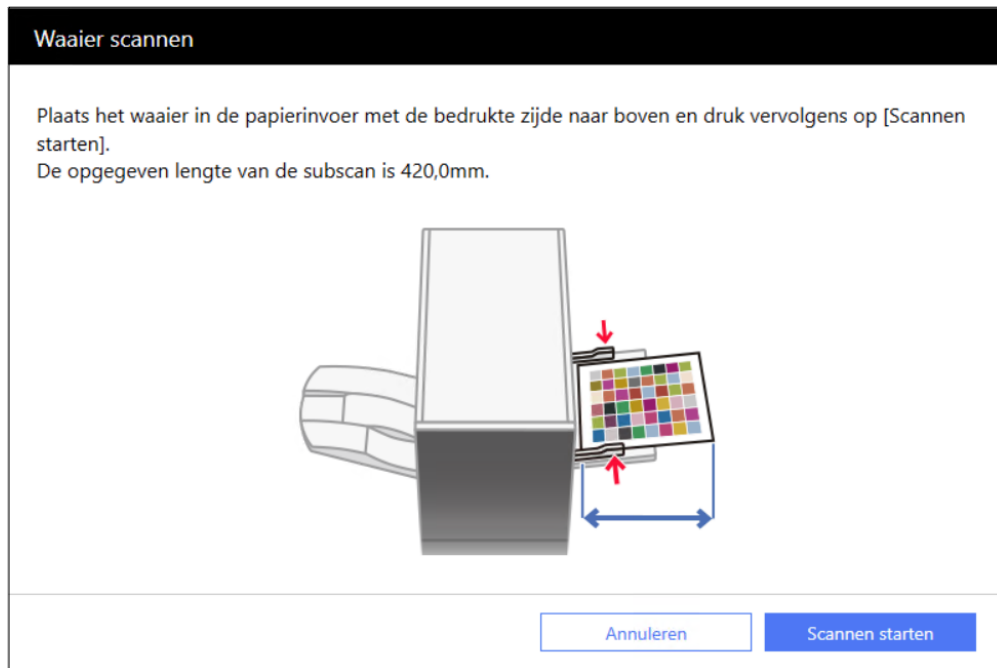 Waaier scannen
Plaats het waaier in de papierinvoer met de bedrukte zijde naar boven en druk vervolgens op [Scannen
starten].
De opgegeven lengte van de subscan is 420,0mm.
Annuleren
Scannen starten